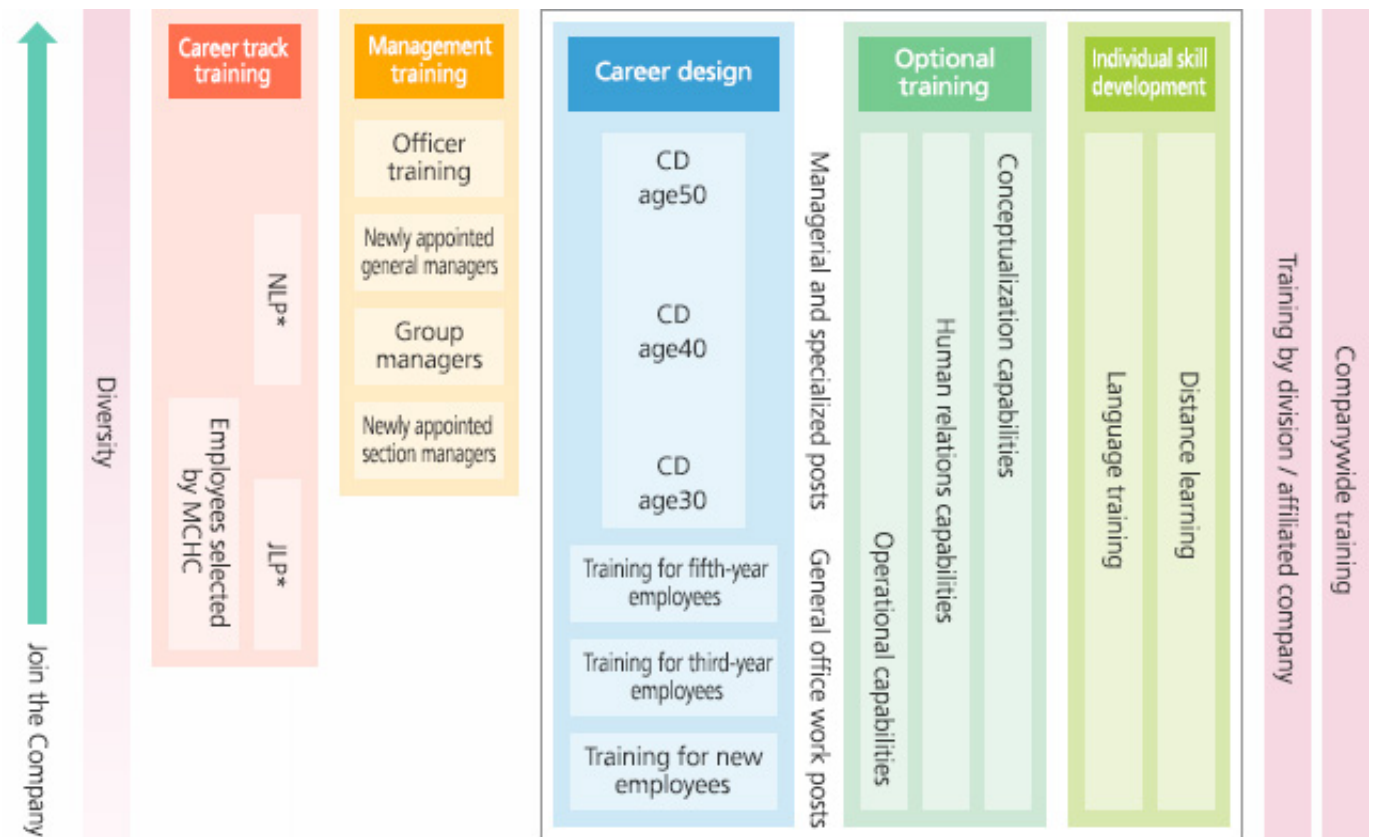 Join the Company
Diversity
Career track
training
NLP*
Employees selected
by MCHC
JLP*
Management
training
Officer
training
Newly appointed
general managers
Group
managers
Newly appointed
section managers
Career design
CD
age50
CD
age40
CD
age30
Training for fifth-year
employees
Training for third-year
employees
Training for new
employees
Managerial and specialized posts
General office work posts
Optional
training
Operational capabilities
Human relations capabilities
Conceptualization capabilities
Individual skill
development
Language training
Distance learning
Training by division / affiliated company
Companywide training